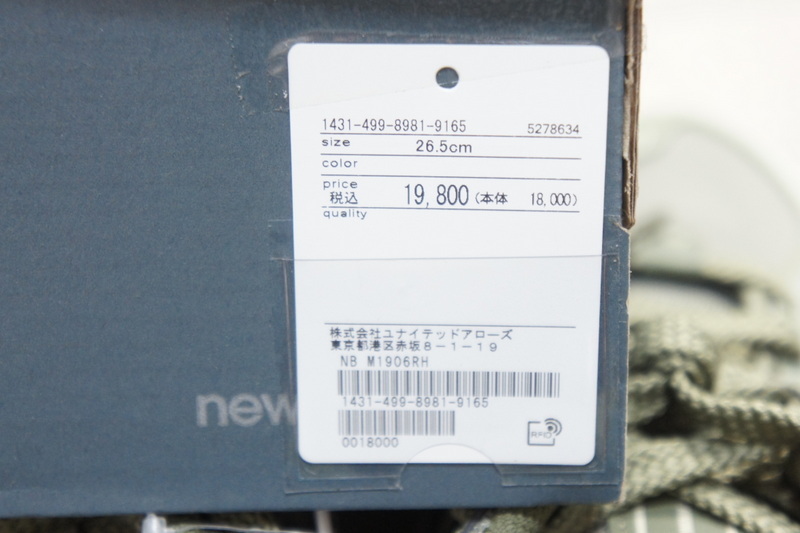 1431-499-8981-9165 5278634
size 26.5cm
color
price
税込 19,800 (本体 18,000)
quality
株式会社ユナイテッドアローズ
東京都港区赤坂8-1-19
NB M1906RH
1431-499-8981-9165
0018000
RFID
new